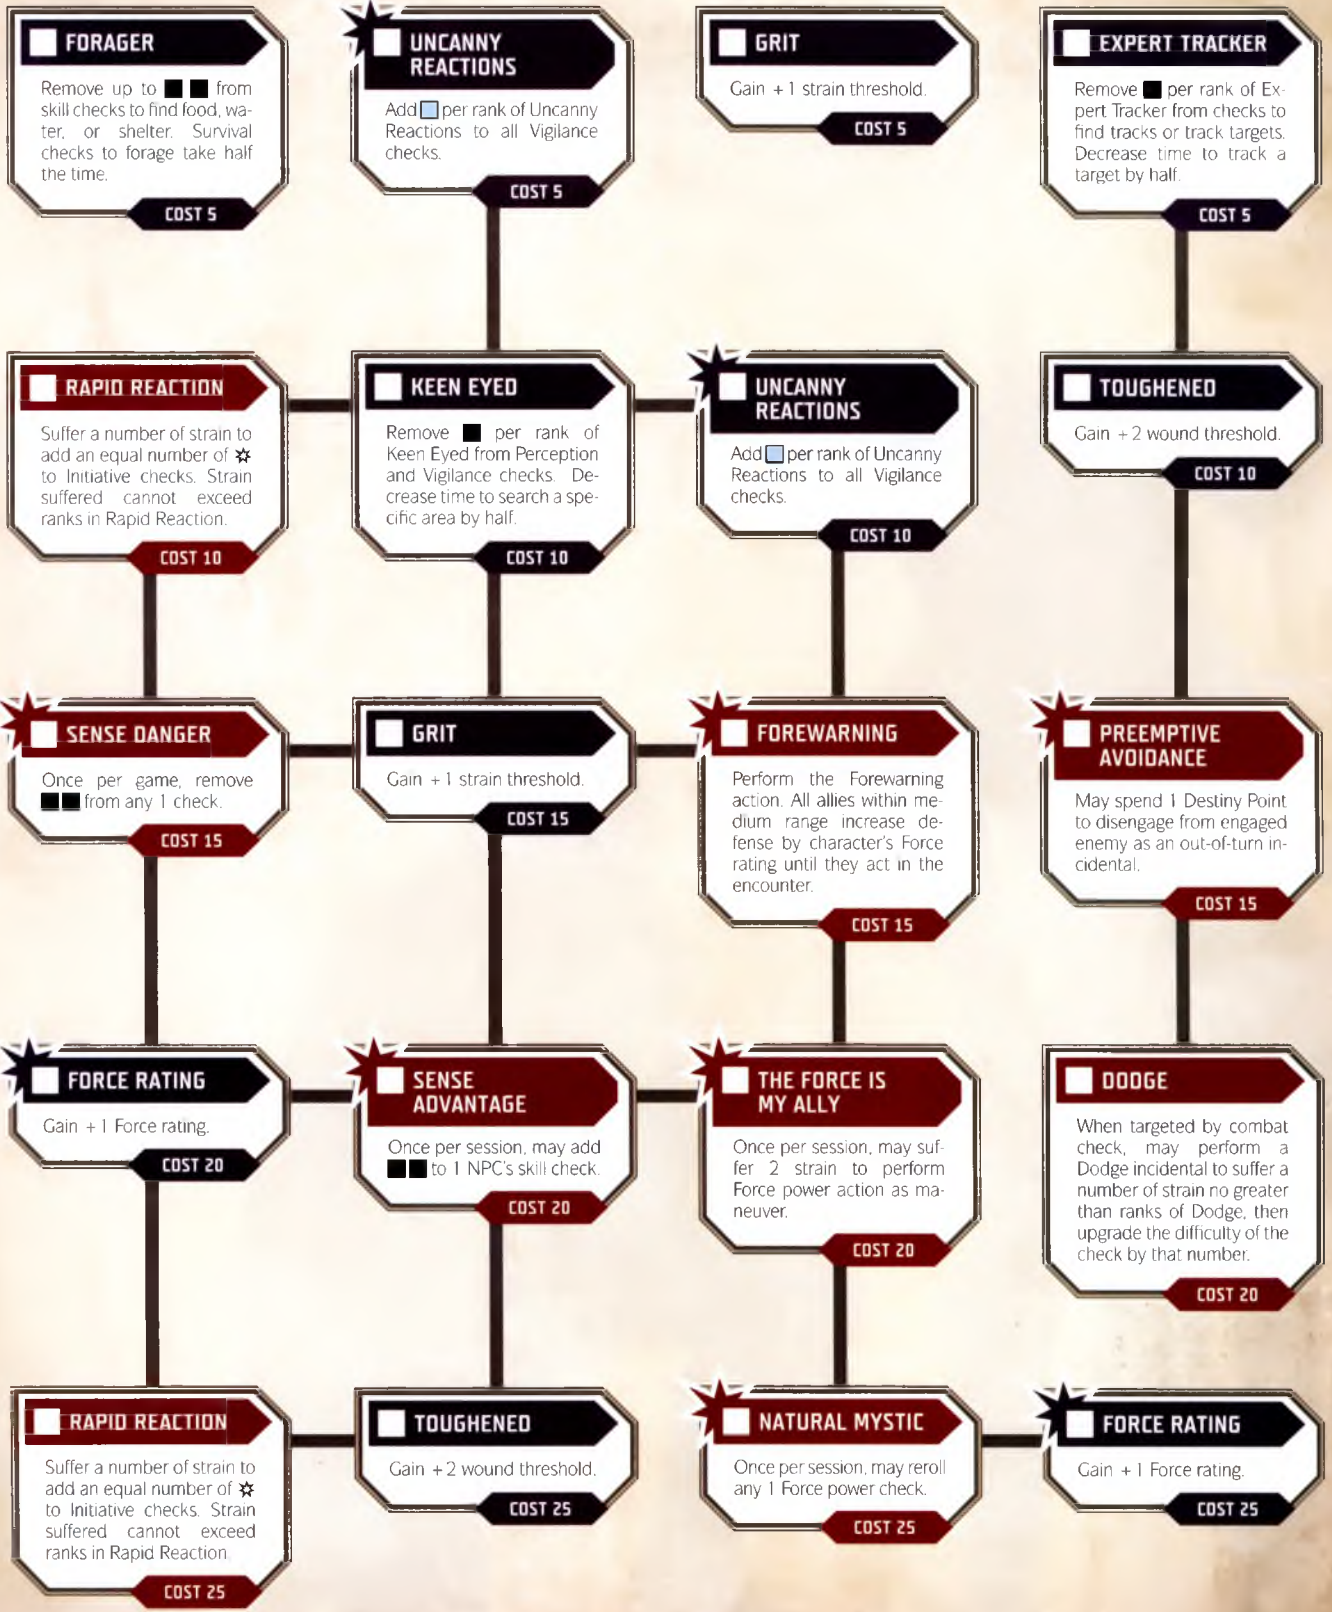 FORAGER
Remove up to from
skill checks to find food, wa-
ter, or shelter. Survival
checks to forage take half
the time.
COST 5
UNCANNY
REACTIONS
Add per rank of Uncanny
Reactions to all Vigilance
checks.
COST 5
GRIT
Gain +1 strain threshold.
COST 5
EXPERT TRACKER
Remove per rank of Ex-
pert Tracker from checks to
find tracks or track targets.
Decrease time to track a
target by half.
COST 5
RAPID REACTION
Suffer a number of strain to
add an equal number of
to Initiative checks. Strain
suffered cannot exceed
ranks in Rapid Reaction.
COST 10
KEEN EYED
Remove per rank of
Keen Eyed from Perception
and Vigilance checks. De-
crease time to search a spe-
cific area by half.
COST 10
UNCANNY
REACTIONS
Add per rank of Uncanny
Reactions to all Vigilance
checks.
COST 10
TOUGHENED
Gain +2 wound threshold.
COST 10
SENSE DANGER
Once per game, remove
from any 1 check.
COST 15
GRIT
Gain +1 strain threshold.
COST 15
FOREWARNING
Perform the Forewarning
action. All allies within me-
dium range increase de-
fense by character's Force
rating until they act in the
encounter.
COST 15
PREEMPTIVE
AVOIDANCE
May spend 1 Destiny Point
to disengage from engaged
enemy as an out-of-turn in-
cidental.
COST 15
FORCE RATING
Gain +1 Force rating.
COST 20
SENSE
ADVANTAGE
Once per session, may add
to 1 NPC's skill check.
COST 20
THE FORCE IS
MY ALLY
Once per session, may suf-
fer 2 strain to perform
Force power action as ma-
neuver.
COST 20
DODGE
When targeted by combat
check, may perform a
Dodge incidental to suffer a
number of strain no greater
than ranks of Dodge, then
upgrade the difficulty of the
check by that number.
COST 20
RAPID REACTION
Suffer a number of strain to
add an equal number of
to Initiative checks. Strain
suffered cannot exceed
ranks in Rapid Reaction.
COST 25
TOUGHENED
Gain +2 wound threshold.
COST 25
NATURAL MYSTIC
Once per session, may reroll
any 1 Force power check.
COST 25
FORCE RATING
Gain +1 Force rating.
COST 25